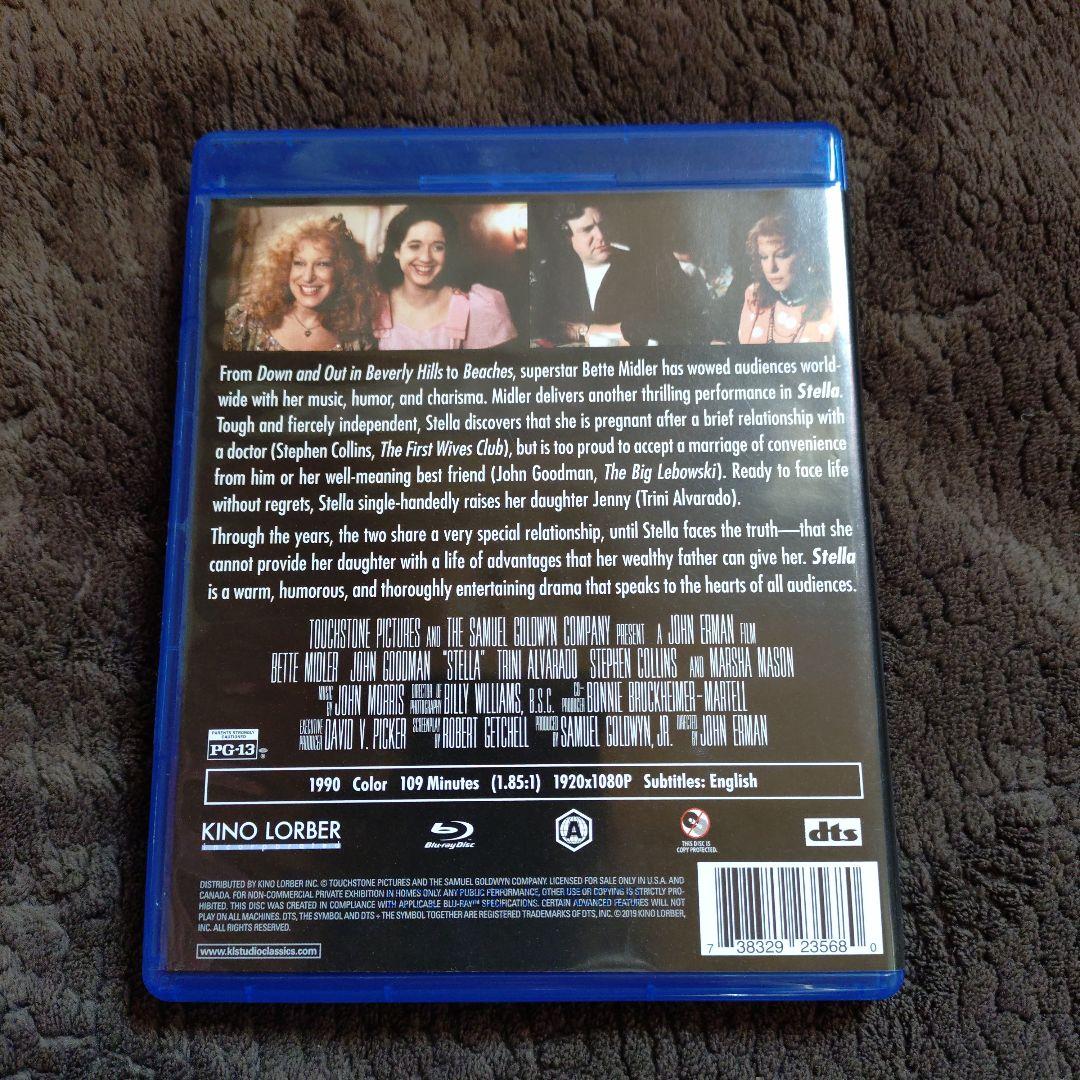 From Down and Out in Beverly Hills to Beaches, superstar Bette Midler has wowed audiences world-
wide with her music, humor, and charisma. Midler delivers another thrilling performance in Stella.
Tough and fiercely independent, Stella discovers that she is pregnant after a brief relationship with
a doctor (Stephen Collins, The First Wives Club), but is too proud to accept a marriage of convenience
from him or her well-meaning best friend (John Goodman, The Big Lebowski). Ready to face life
without regrets, Stella single-handedly raises her daughter Jenny (Trini Alvarado).
Through the years, the two share a very special relationship, until Stella faces the truth—that she
cannot provide her daughter with a life of advantages that her wealthy father can give her. Stella
is a warm, humorous, and thoroughly entertaining drama that speaks to the hearts of all audiences.
TOUCHSTONE PICTURES AND THE SAMUEL GOLDWYN COMPANY PRESENT A JOHN ERMAN FILM
BETTE MIDLER JOHN GOODMAN "STELLA" TRINI ALVARADO STEPHEN COLLINS AND MARSHA MASON
MUSIC BY JOHN MORRIS DIRECTOR OF PHOTOGRAPHY BILLY WILLIAMS, B.S.C. CO-PRODUCER BONNIE BRUCKHEIMER-MARTELL
EXECUTIVE PRODUCER DAVID V. PICKER SCREENPLAY BY ROBERT GETCHELL PRODUCED BY SAMUEL GOLDWYN, JR. DIRECTED BY JOHN ERMAN
PARENTS STRONGLY CAUTIONED
PG-13
®
1990 Color 109 Minutes (1.85:1) 1920x1080P Subtitles: English
KINO LORBER
incorporated
Blu-ray Disc
A
THIS DISC IS
COPY PROTECTED.
dts
DISTRIBUTED BY KINO LORBER INC. © TOUCHSTONE PICTURES AND THE SAMUEL GOLDWYN COMPANY. LICENSED FOR SALE ONLY IN U.S.A. AND
CANADA. FOR NON-COMMERCIAL PRIVATE EXHIBITION IN HOMES ONLY. ANY PUBLIC PERFORMANCE, OTHER USE OR COPYING IS STRICTLY PRO-
HIBITED. THIS DISC WAS CREATED IN COMPLIANCE WITH APPLICABLE BLU-RAY™ SPECIFICATIONS. CERTAIN ADVANCED FEATURES WILL NOT
PLAY ON ALL MACHINES. DTS, THE SYMBOL AND DTS + THE SYMBOL TOGETHER ARE REGISTERED TRADEMARKS OF DTS, INC. © 2019 KINO LORBER,
INC. ALL RIGHTS RESERVED.
www.klstudioclassics.com
7 38329 23568 0